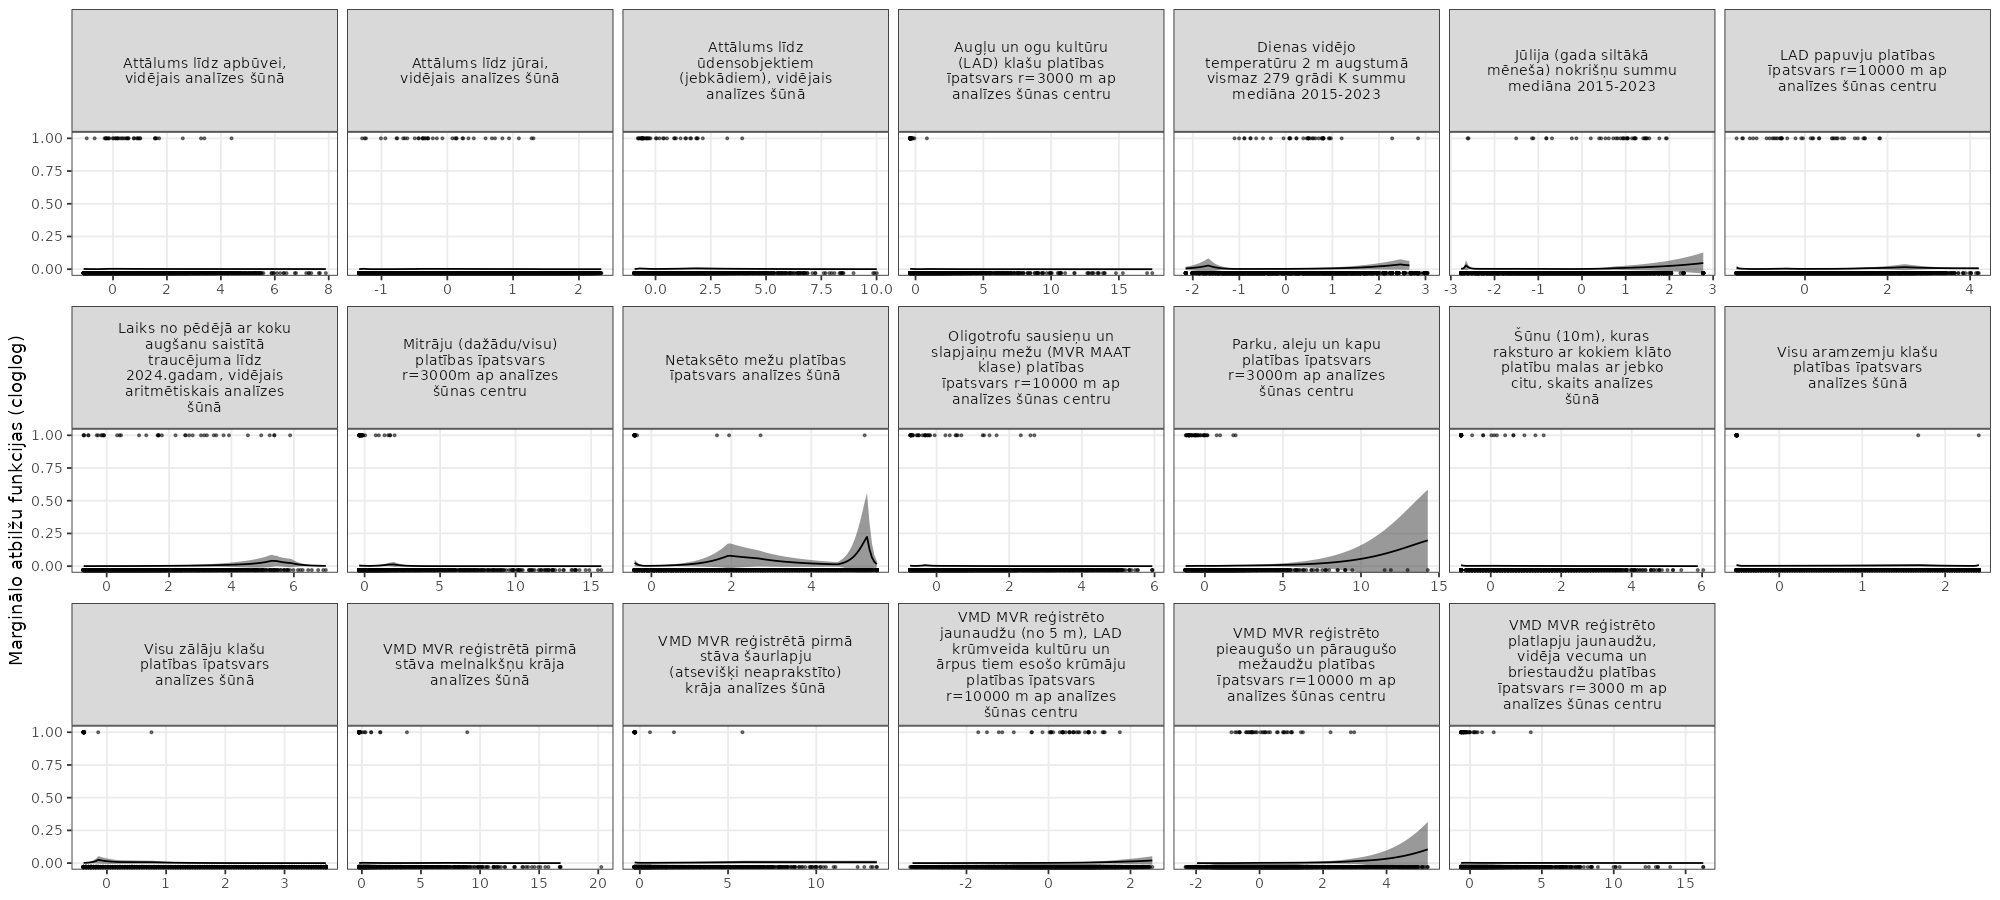 Attālums līdz apbūvei,
vidējais analīzes šūnā
Attālums līdz jūrai,
vidējais analīzes šūnā
Attālums līdz
ūdensobjektiem
(jebkādiem), vidējais
analīzes šūnā
Augļu un ogu kultūru
(LAD) klašu platības
īpatsvars r=3000 m ap
analīzes šūnas centru
Dienas vidējo
temperatūru 2 m augstumā
vismaz 279 grādi K summu
mediāna 2015-2023
Jūlija (gada siltākā
mēneša) nokrišņu summu
mediāna 2015-2023
LAD papuvju platības
īpatsvars r=10000 m ap
analīzes šūnas centru
1.00
0.75
0.50
0.25
0.00
0 2 4 6 8
-1 0 1 2
0.0 2.5 5.0 7.5 10.0
0 5 10 15
-2 -1 0 1 2 3
-3 -2 -1 0 1 2 3
0 2 4
Marginālo atbilžu funkcijas (cloglog)
Laiks no pēdējā ar koku
augšanu saistītā
traucējuma līdz
2024.gadam, vidējais
aritmētiskais analīzes
šūnā
Mitrāju (dažādu/visu)
platības īpatsvars
r=3000m ap analīzes
šūnas centru
Netaksēto mežu platības
īpatsvars analīzes šūnā
Oligotrofu sausieņu un
slapjaiņu mežu (MVR MAAT
klase) platības
īpatsvars r=10000 m ap
analīzes šūnas centru
Parku, aleju un kapu
platības īpatsvars
r=3000m ap analīzes
šūnas centru
Šūnu (10m), kuras
raksturo ar kokiem klāto
platību malas ar jebko
citu, skaits analīzes
šūnā
Visu aramzemju klašu
platības īpatsvars
analīzes šūnā
1.00
0.75
0.50
0.25
0.00
0 2 4 6
0 5 10 15
0 2 4
0 2 4 6
0 5 10 15
0 2 4 6
0 1 2
Visu zālāju klašu
platības īpatsvars
analīzes šūnā
VMD MVR reģistrētā pirmā
stāva melnalkšņu krāja
analīzes šūnā
VMD MVR reģistrētā pirmā
stāva šaurlapju
(atsevišķi neaprakstīto)
krāja analīzes šūnā
VMD MVR reģistrēto
jaunaudžu (no 5 m), LAD
krūmveida kultūru un
ārpus tiem esošo krūmāju
platības īpatsvars
r=10000 m ap analīzes
šūnas centru
VMD MVR reģistrēto
pieaugušo un pāraugušo
mežaudžu platības
īpatsvars r=10000 m ap
analīzes šūnas centru
VMD MVR reģistrēto
platlapju jaunaudžu,
vidēja vecuma un
briestaudžu platības
īpatsvars r=3000 m ap
analīzes šūnas centru
1.00
0.75
0.50
0.25
0.00
0 1 2 3
0 5 10 15 20
0 5 10
-2 0 2
-2 0 2 4
0 5 10 15